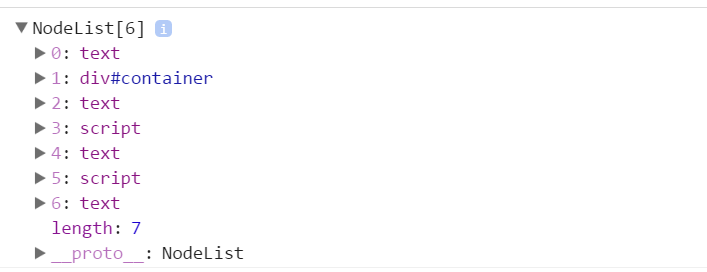 ▼NodeList[6] i
▶0: text
▶1: div#container
▶2: text
▶3: script
▶4: text
▶5: script
▶6: text
length: 7
▶__proto__: NodeList